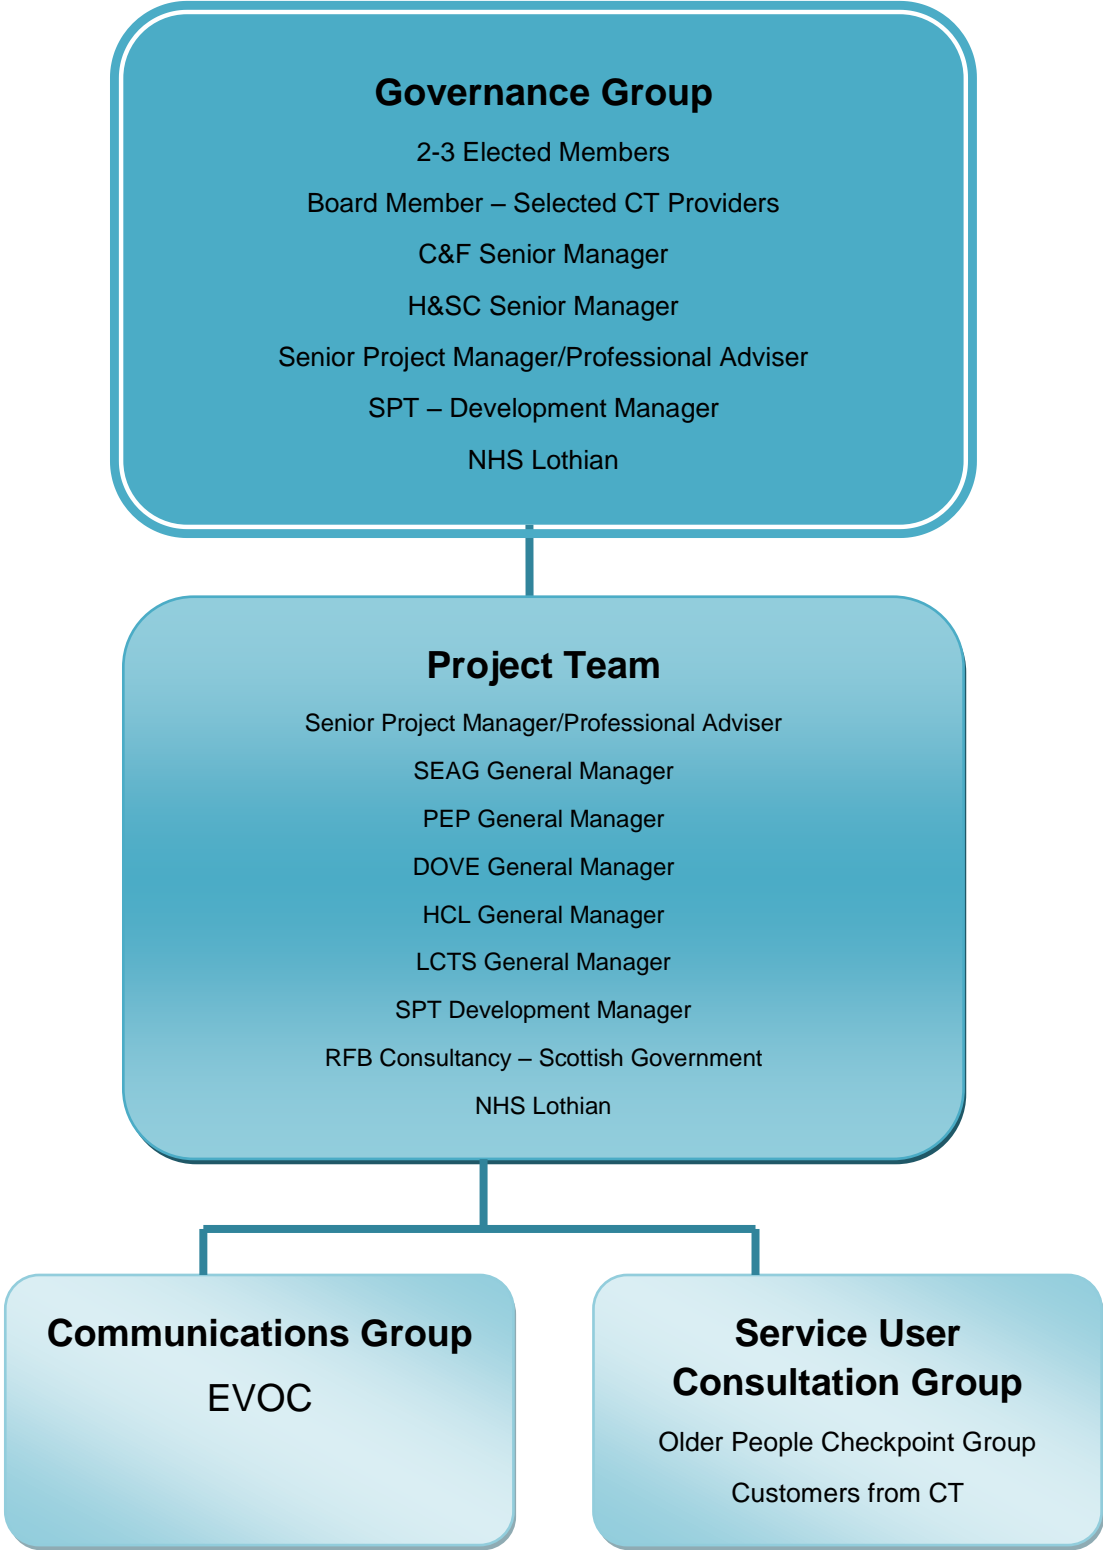 Governance Group
2-3 Elected Members
Board Member – Selected CT Providers
C&F Senior Manager
H&SC Senior Manager
Senior Project Manager/Professional Adviser
SPT – Development Manager
NHS Lothian
Project Team
Senior Project Manager/Professional Adviser
SEAG General Manager
PEP General Manager
DOVE General Manager
HCL General Manager
LCTS General Manager
SPT Development Manager
RFB Consultancy – Scottish Government
NHS Lothian
Communications Group
EVOC
Service User
Consultation Group
Older People Checkpoint Group
Customers from CT